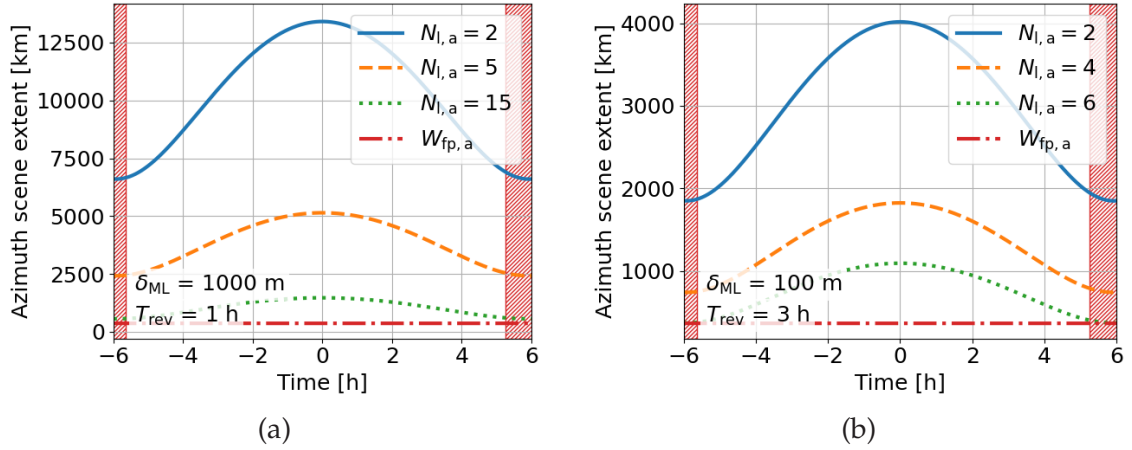 Azimuth scene extent [km]
12500
10000
7500
5000
2500
0
N_l, a = 2
N_l, a = 5
N_l, a = 15
W_fp, a
δ_ML = 1000 m
T_rev = 1 h
−6 −4 −2 0 2 4 6
Time [h]
(a)
Azimuth scene extent [km]
4000
3000
2000
1000
N_l, a = 2
N_l, a = 4
N_l, a = 6
W_fp, a
δ_ML = 100 m
T_rev = 3 h
−6 −4 −2 0 2 4 6
Time [h]
(b)